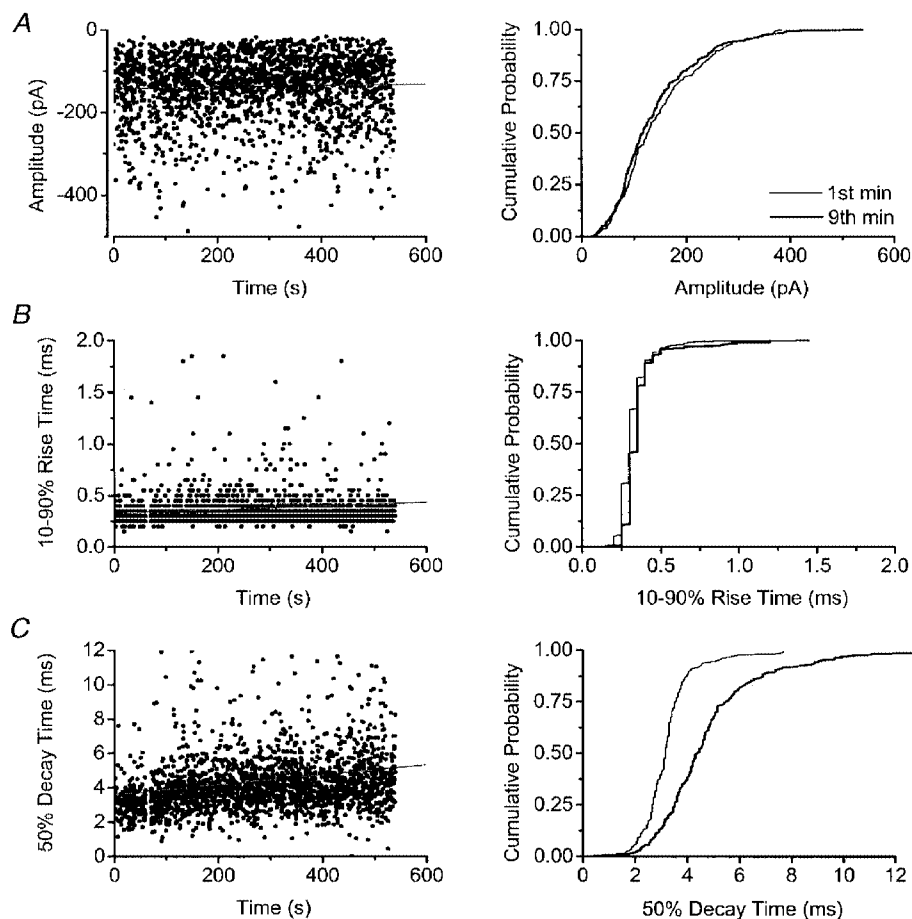 A
0
-200
-400
Amplitude (pA)
0 200 400 600
Time (s)
1.00
0.75
0.50
0.25
0.00
Cumulative Probability
1st min
9th min
0 200 400 600
Amplitude (pA)
B
2.0
1.5
1.0
0.5
0.0
10-90% Rise Time (ms)
0 200 400 600
Time (s)
1.00
0.75
0.50
0.25
0.00
Cumulative Probability
0.0 0.5 1.0 1.5 2.0
10-90% Rise Time (ms)
C
12
10
8
6
4
2
0
50% Decay Time (ms)
0 200 400 600
Time (s)
1.00
0.75
0.50
0.25
0.00
Cumulative Probability
0 2 4 6 8 10 12
50% Decay Time (ms)